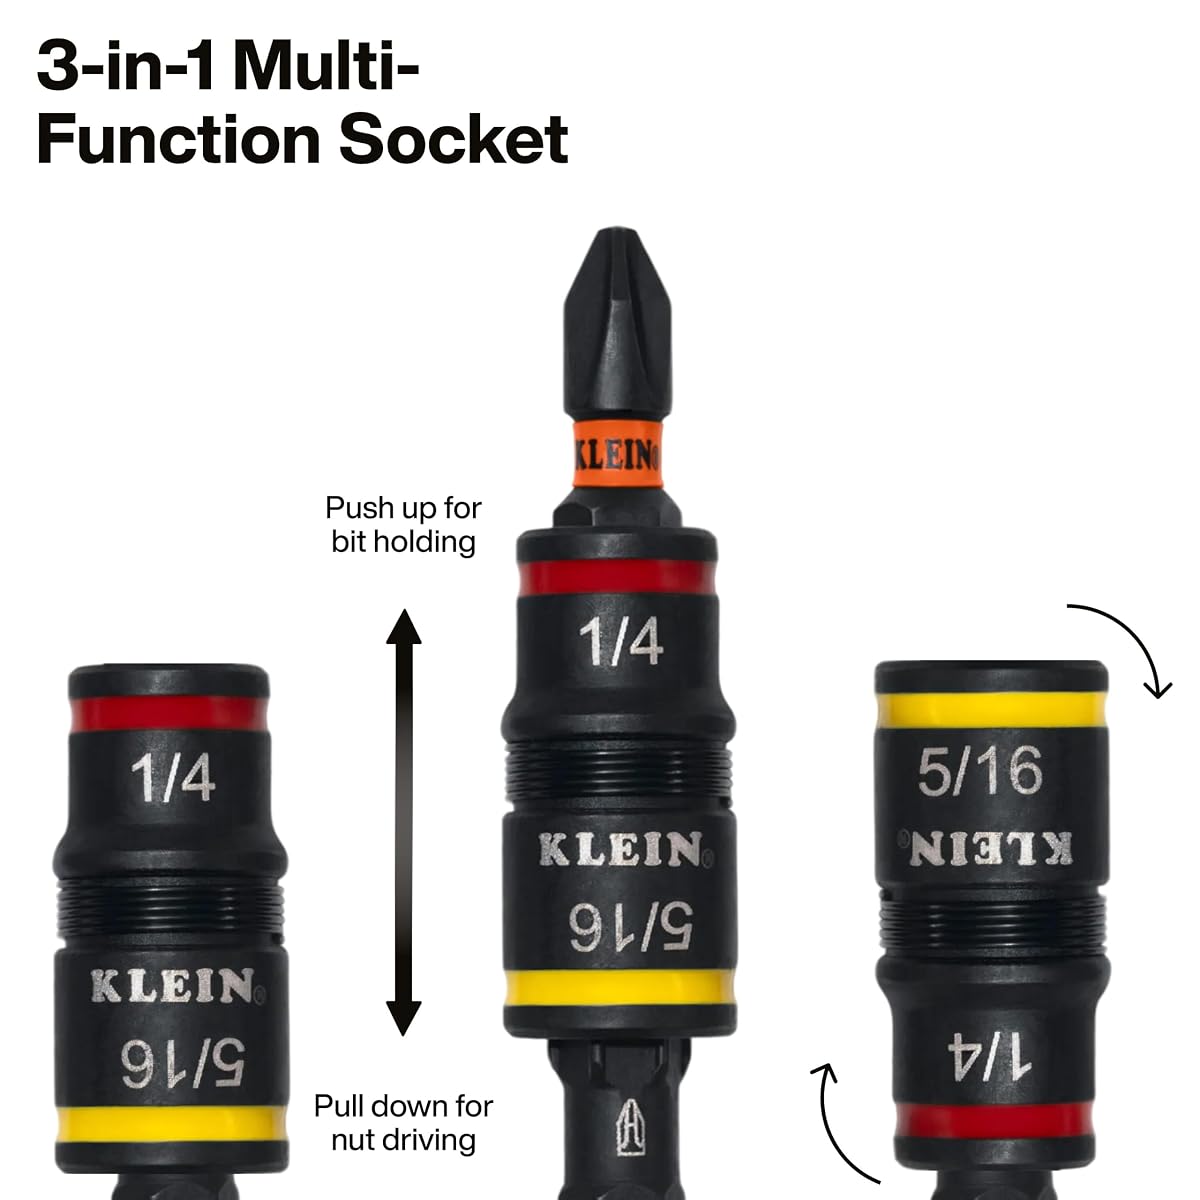 3-in-1 Multi-
Function Socket
KLEIN®
Push up for
bit holding
1/4
KLEIN®
5/16
1/4
KLEIN®
5/16
5/16
KLEIN®
1/4
Pull down for
nut driving